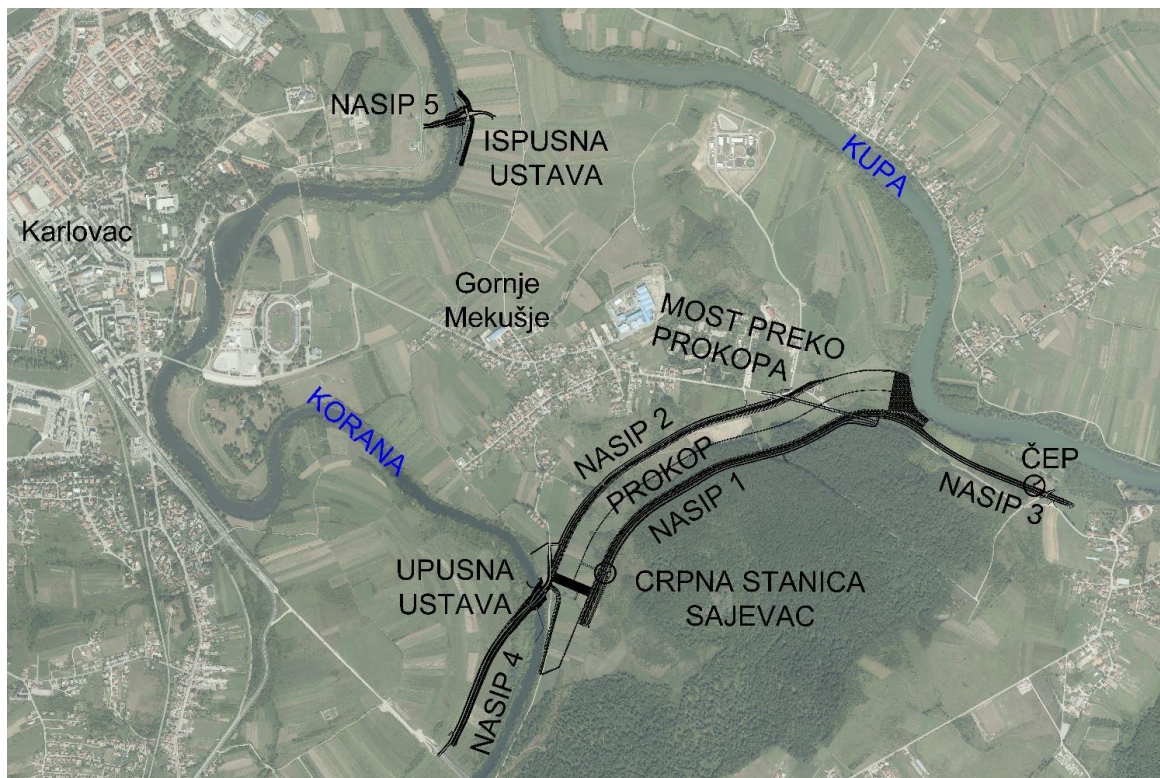 NASIP 5
ISPUSNA
USTAVA
KUPA
Karlovac
Gornje
Mekušje
MOST PREKO
PROKOPA
KORANA
NASIP 2
PROKOP
NASIP 1
ČEP
NASIP 3
UPUSNA
USTAVA
CRPNA STANICA
SAJEVAC
NASIP 4